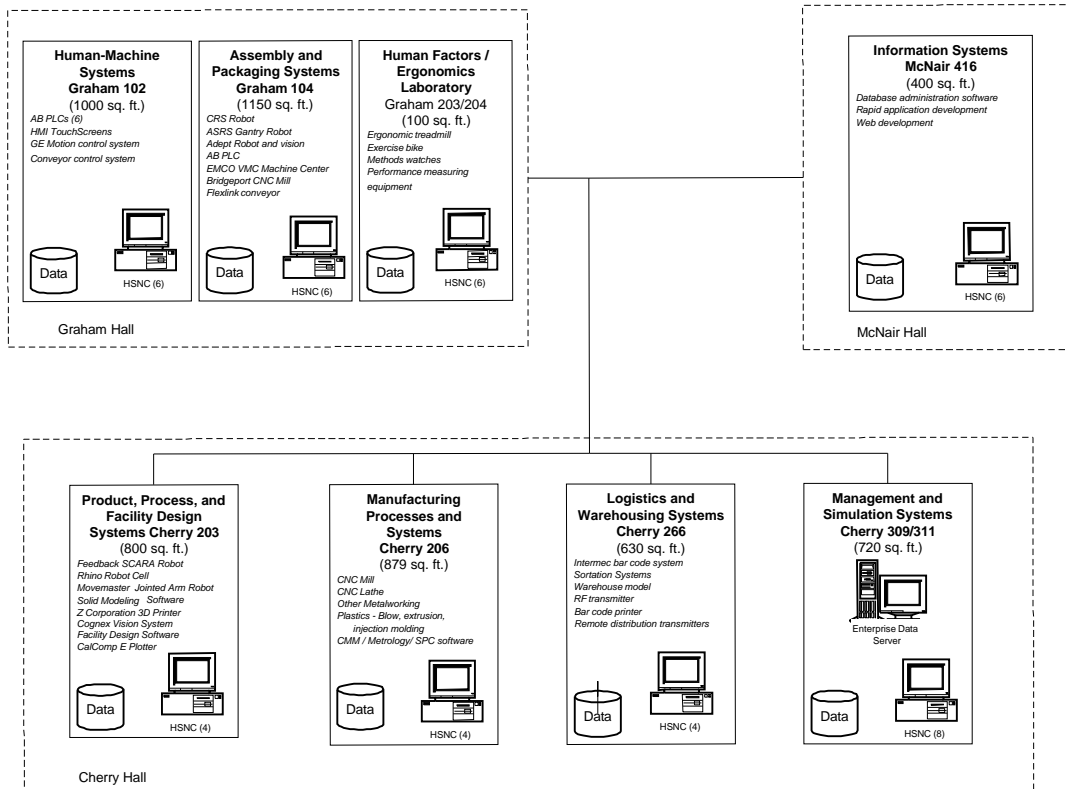 Human-Machine
Systems
Graham 102
(1000 sq. ft.)
AB PLCs (6)
HMI TouchScreens
GE Motion control system
Conveyor control system
Data
HSNC (6)
Assembly and
Packaging Systems
Graham 104
(1150 sq. ft.)
CRS Robot
ASRS Gantry Robot
Adept Robot and vision
AB PLC
EMCO VMC Machine Center
Bridgeport CNC Mill
Flexlink conveyor
Data
HSNC (6)
Human Factors /
Ergonomics
Laboratory
Graham 203/204
(100 sq. ft.)
Ergonomic treadmill
Exercise bike
Methods watches
Performance measuring
equipment
Data
HSNC (6)
Graham Hall
Information Systems
McNair 416
(400 sq. ft.)
Database administration software
Rapid application development
Web development
Data
HSNC (6)
McNair Hall
Product, Process, and
Facility Design
Systems Cherry 203
(800 sq. ft.)
Feedback SCARA Robot
Rhino Robot Cell
Movemaster Jointed Arm Robot
Solid Modeling Software
Z Corporation 3D Printer
Cognex Vision System
Facility Design Software
CalComp E Plotter
Data
HSNC (4)
Manufacturing
Processes and
Systems
Cherry 206
(879 sq. ft.)
CNC Mill
CNC Lathe
Other Metalworking
Plastics - Blow, extrusion,
injection molding
CMM / Metrology/ SPC software
Data
HSNC (4)
Logistics and
Warehousing Systems
Cherry 266
(630 sq. ft.)
Intermec bar code system
Sortation Systems
Warehouse model
RF transmitter
Bar code printer
Remote distribution transmitters
Data
HSNC (4)
Management and
Simulation Systems
Cherry 309/311
(720 sq. ft.)
Enterprise Data
Server
Data
HSNC (8)
Cherry Hall